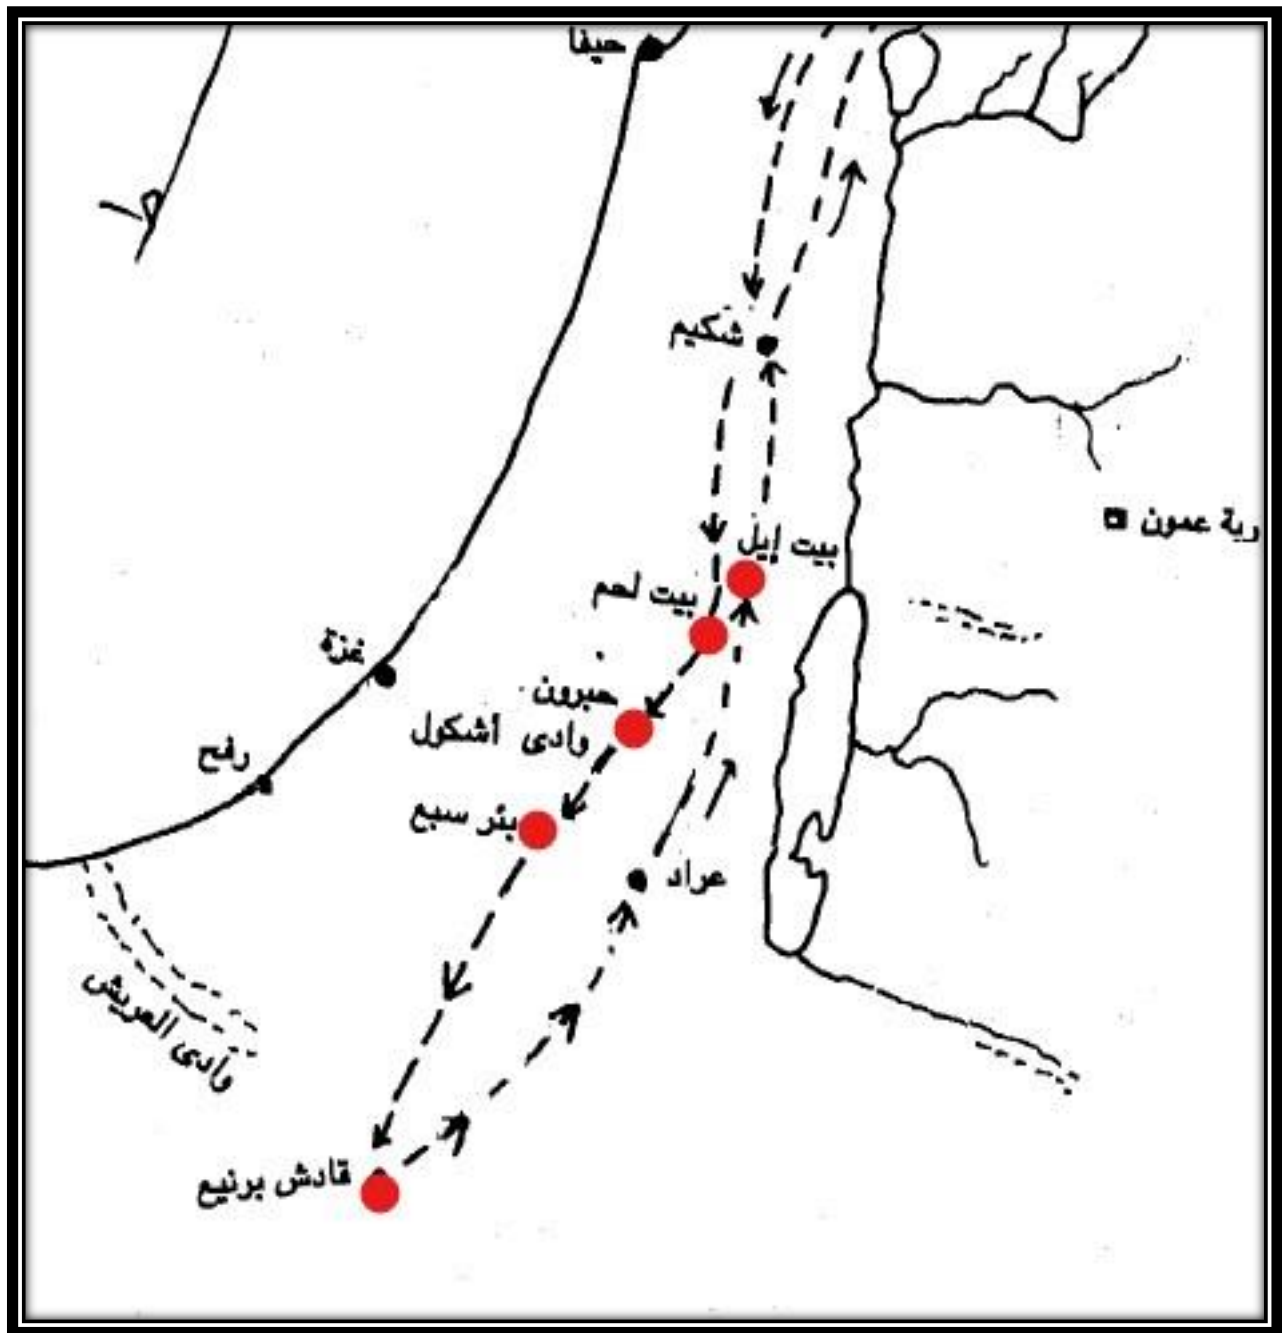 حيفا
شكيم
ربة عمون
بيت إيل
بيت لحم
غزة
حبرون
وادى أشكول
رفح
بئر سبع
عراد
وادى العريش
قادش برنيع